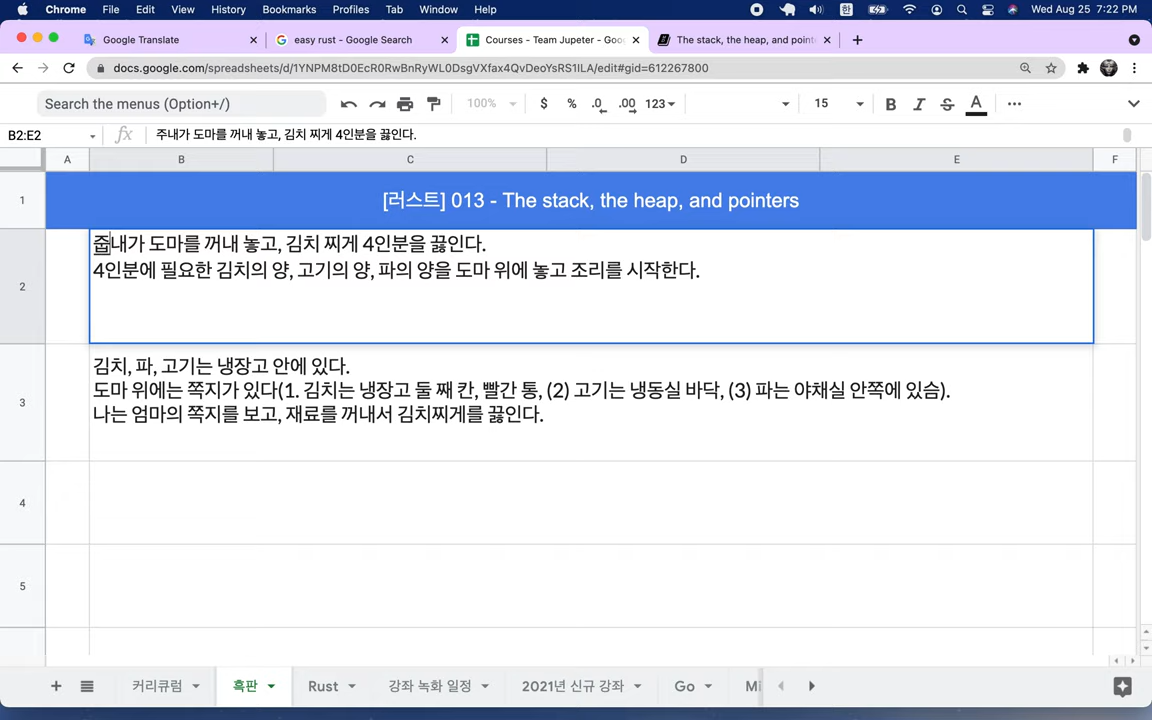 Chrome File Edit View History Bookmarks Profiles Tab Window Help 한 Wed Aug 25 7:22 PM
Google Translate
easy rust - Google Search
Courses - Team Jupeter - Goo
The stack, the heap, and point
docs.google.com/spreadsheets/d/1YNPM8tD0EcR0RwBnRyWL0DsgVXfax4QvDeoYsRS1ILA/edit#gid=612267800
Search the menus (Option+/) 100% $ % .0 .00 123 15 B I S A
B2:E2 fx 주내가 도마를 꺼내 놓고, 김치 찌게 4인분을 끓인다.
A B C D E F
1 [러스트] 013 - The stack, the heap, and pointers
줍내가 도마를 꺼내 놓고, 김치 찌게 4인분을 끓인다.
4인분에 필요한 김치의 양, 고기의 양, 파의 양을 도마 위에 놓고 조리를 시작한다.
2
김치, 파, 고기는 냉장고 안에 있다.
도마 위에는 쪽지가 있다(1. 김치는 냉장고 둘 째 칸, 빨간 통, (2) 고기는 냉동실 바닥, (3) 파는 야채실 안쪽에 있슴).
3
나는 엄마의 쪽지를 보고, 재료를 꺼내서 김치찌게를 끓인다.
4
5
커리큐럼 흑판 Rust 강좌 녹화 일정 2021년 신규 강좌 Go Mi